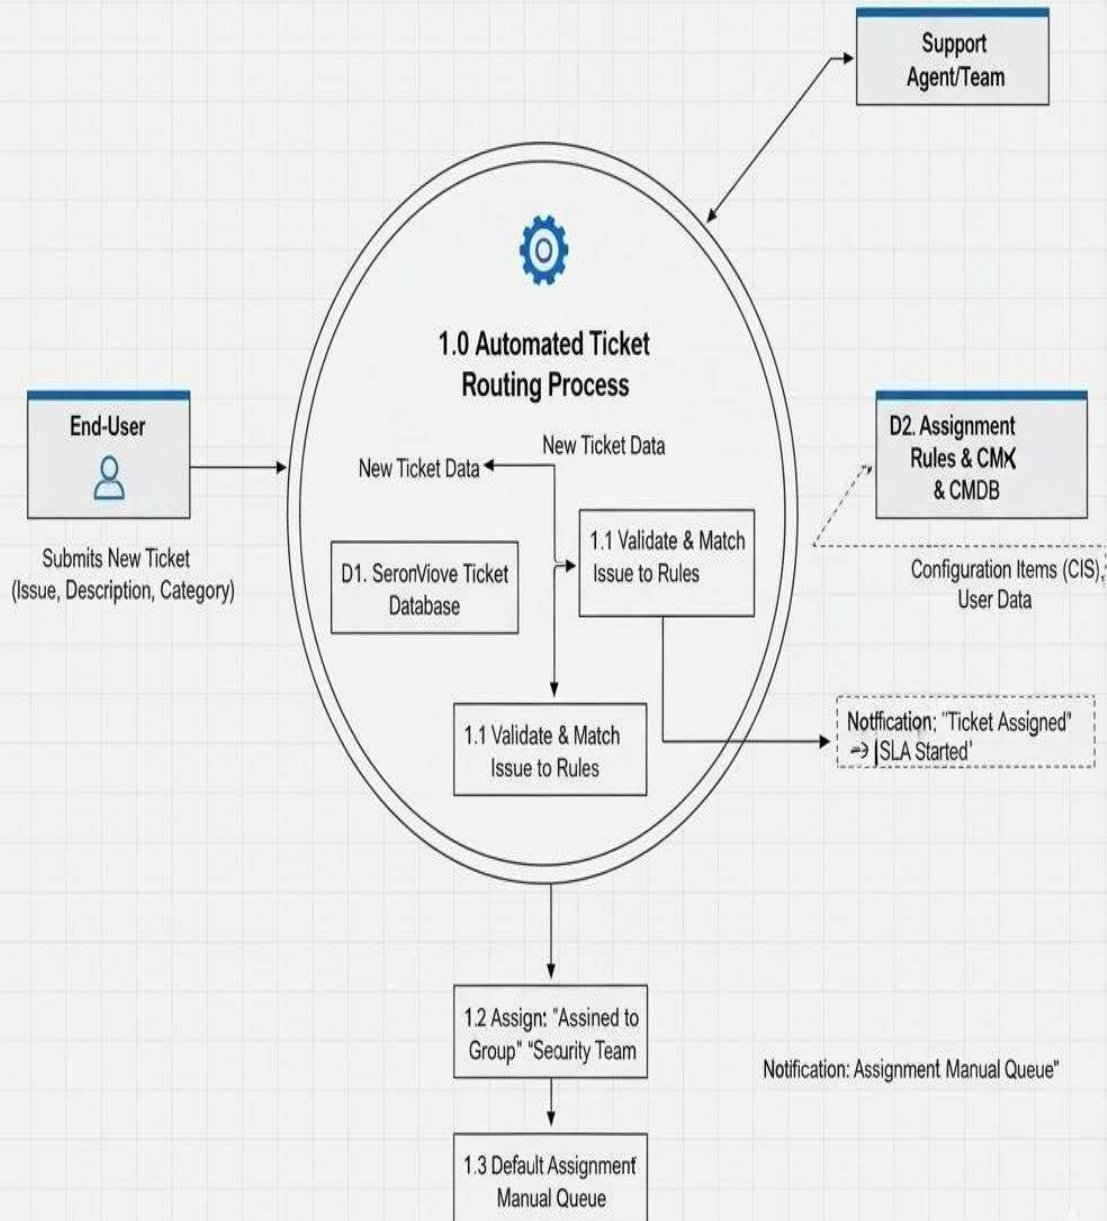 Support
Agent/Team
1.0 Automated Ticket
Routing Process
End-User
Submits New Ticket
(Issue, Description, Category)
New Ticket Data
New Ticket Data
D1. SeronViove Ticket
Database
1.1 Validate & Match
Issue to Rules
1.1 Validate & Match
Issue to Rules
D2. Assignment
Rules & CMX
& CMDB
Configuration Items (CIS),
User Data
Notffication; "Ticket Assigned"
=> |SLA Started'
1.2 Assign: "Assined to
Group" "Security Team
Notification: Assignment Manual Queue"
1.3 Default Assignment
Manual Queue